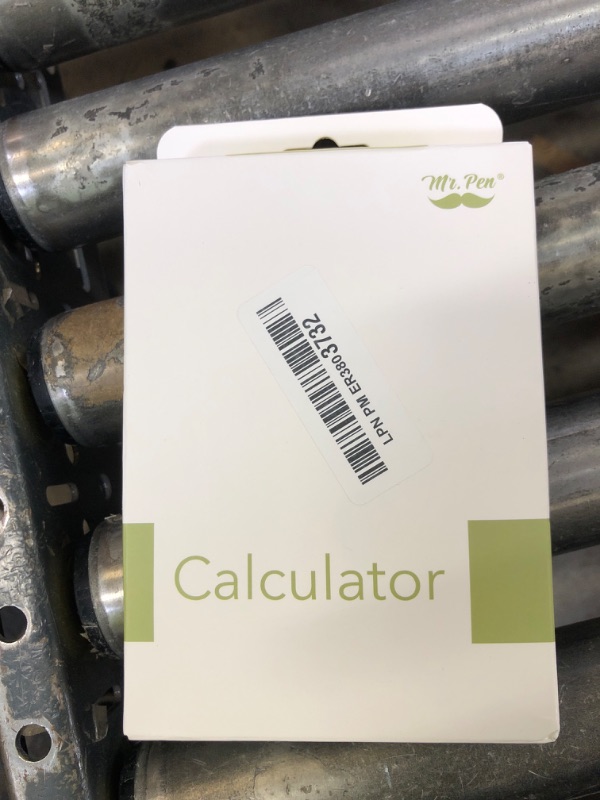 Mr. Pen®
LPN PM ER3803732
Calculator